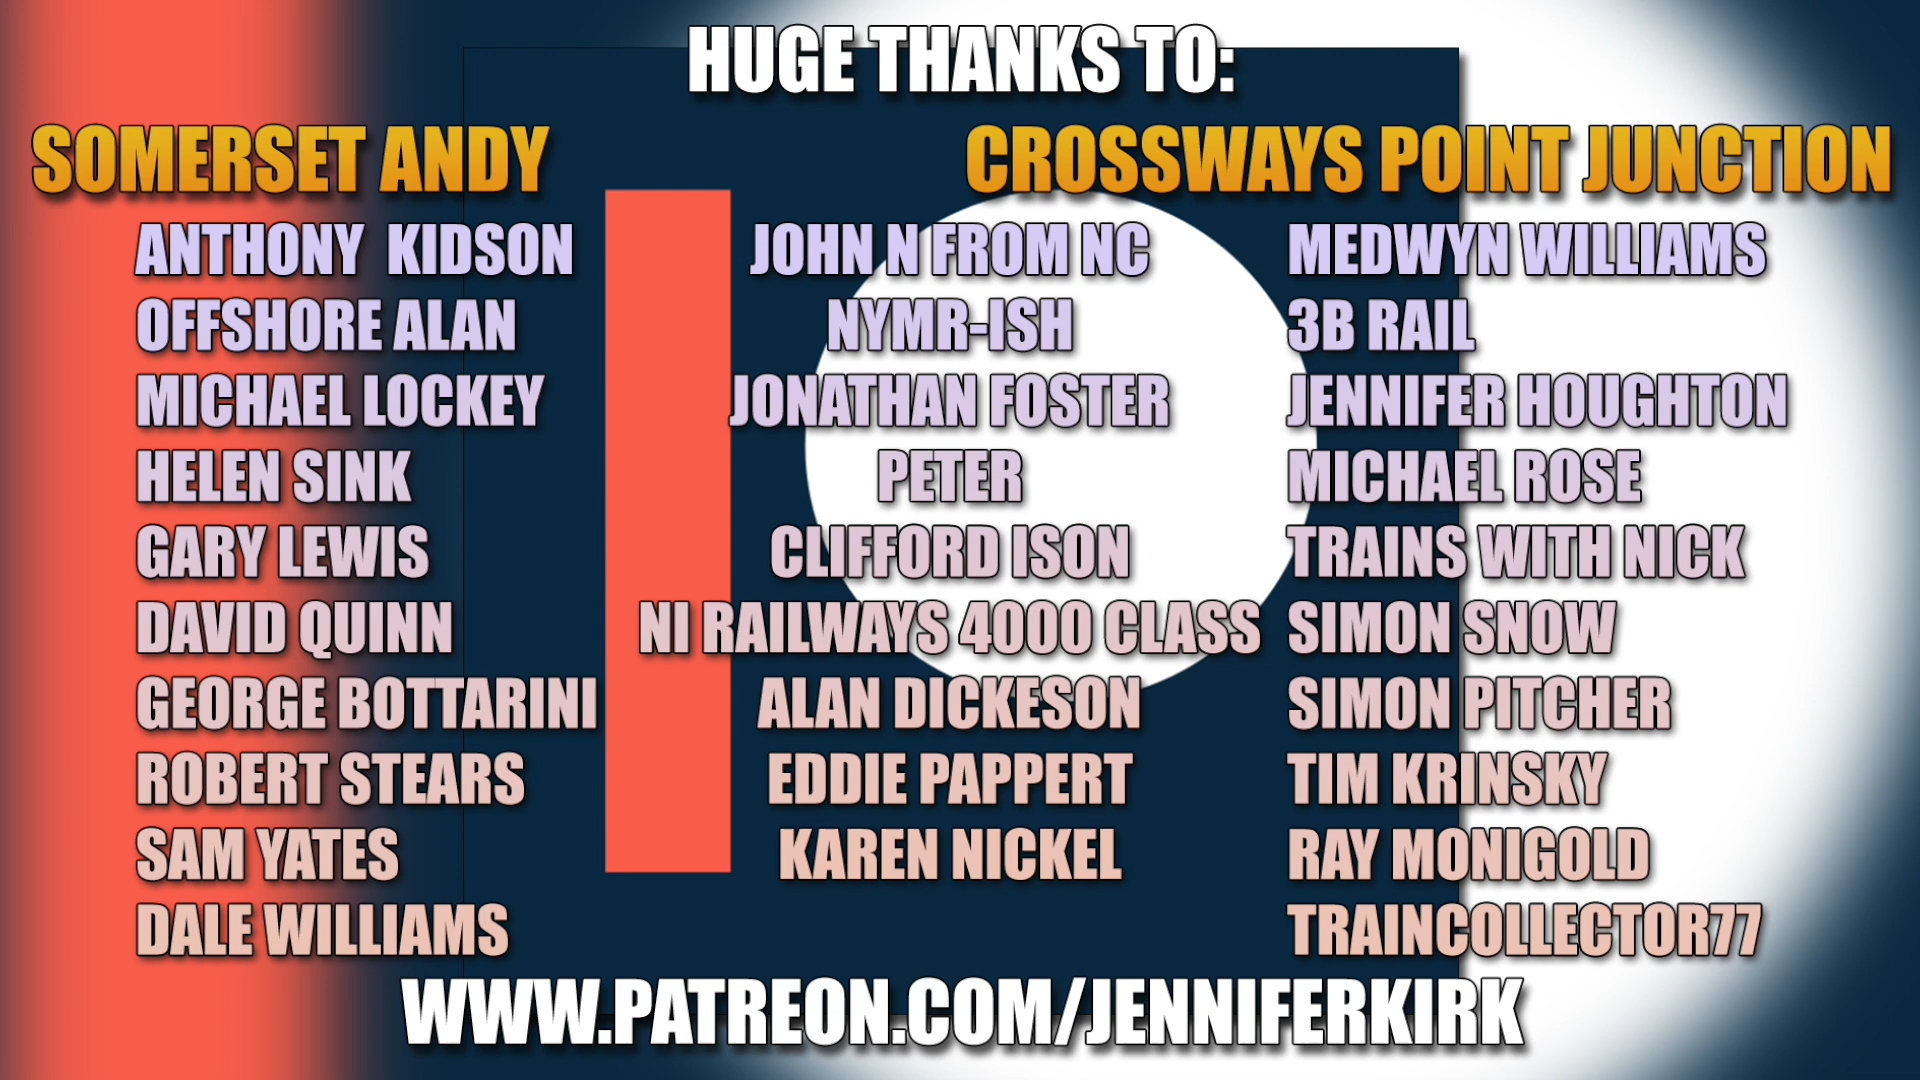 HUGE THANKS TO:
SOMERSET ANDY
CROSSWAYS POINT JUNCTION
ANTHONY  KIDSON
OFFSHORE ALAN
MICHAEL LOCKEY
HELEN SINK
GARY LEWIS
DAVID QUINN
GEORGE BOTTARINI
ROBERT STEARS
SAM YATES
DALE WILLIAMS
JOHN N FROM NC
NYMR-ISH
JONATHAN FOSTER
PETER
CLIFFORD ISON
NI RAILWAYS 4000 CLASS
ALAN DICKESON
EDDIE PAPPERT
KAREN NICKEL
MEDWYN WILLIAMS
3B RAIL
JENNIFER HOUGHTON
MICHAEL ROSE
TRAINS WITH NICK
SIMON SNOW
SIMON PITCHER
TIM KRINSKY
RAY MONIGOLD
TRAINCOLLECTOR77
WWW.PATREON.COM/JENNIFERKIRK